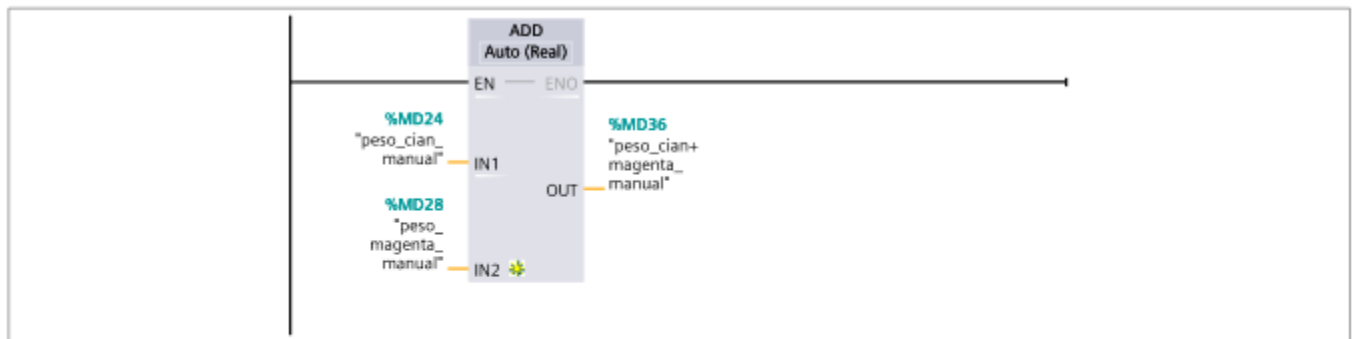 ADD
Auto (Real)
EN
ENO
%MD24
"peso_cian_
manual"
IN1
%MD36
"peso_cian+
magenta_
manual"
OUT
%MD28
"peso_
magenta_
manual"
IN2